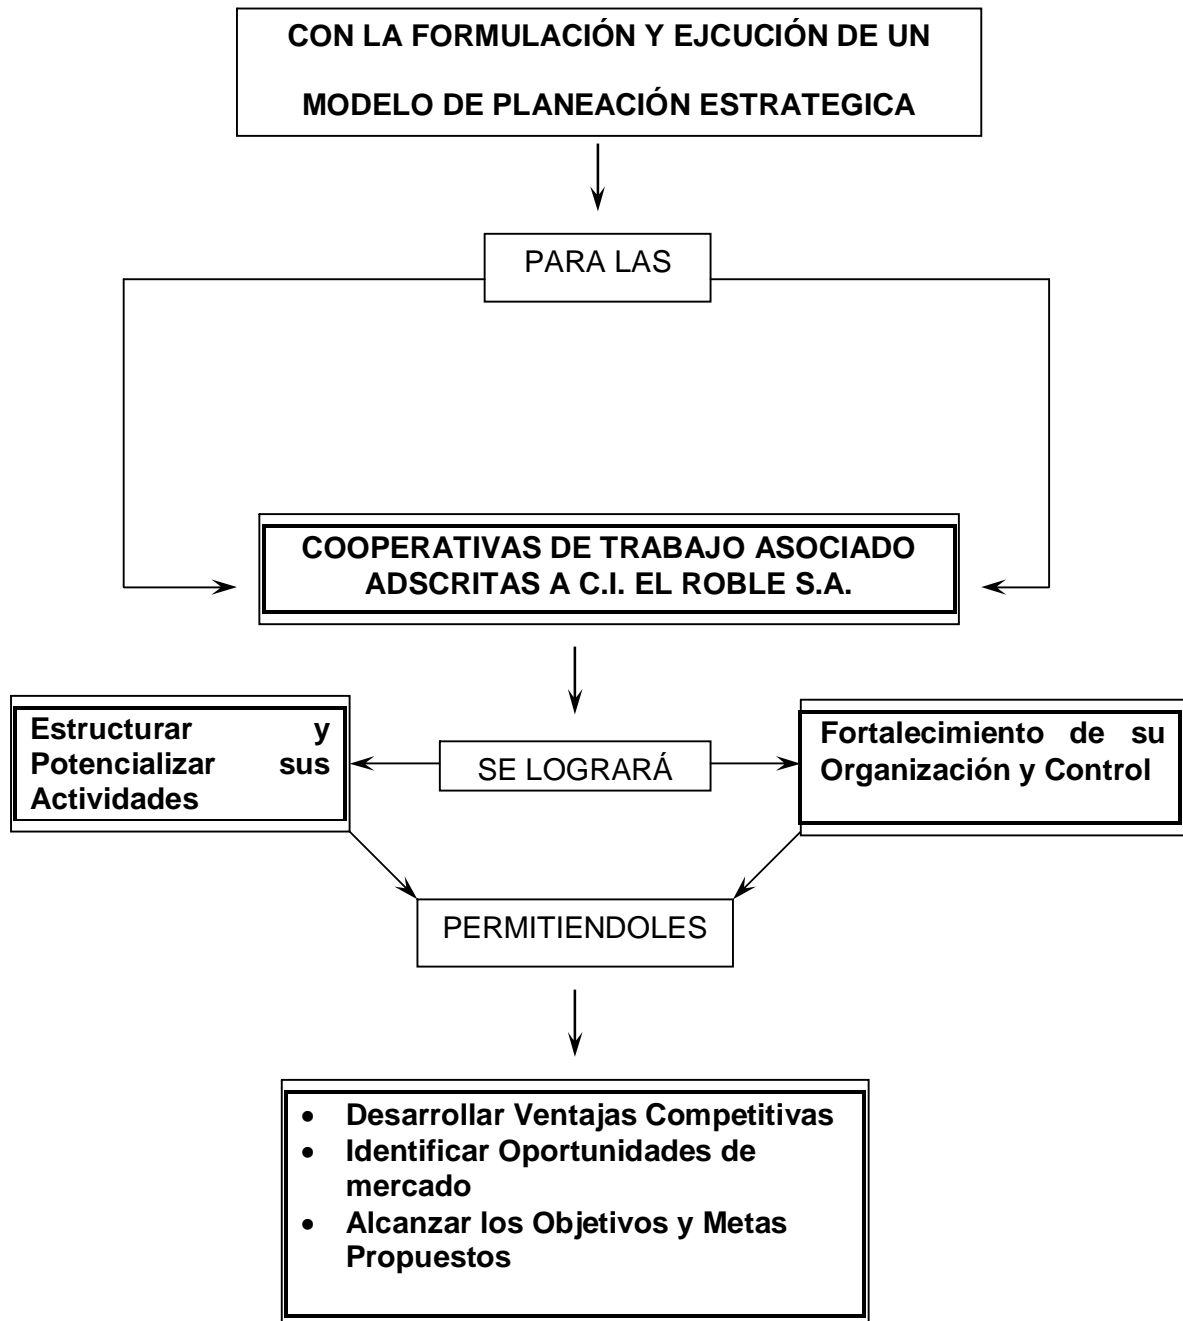 CON LA FORMULACIÓN Y EJCUCIÓN DE UN
MODELO DE PLANEACIÓN ESTRATEGICA
PARA LAS
COOPERATIVAS DE TRABAJO ASOCIADO
ADSCRITAS A C.I. EL ROBLE S.A.
Estructurar y
Potencializar sus
Actividades
SE LOGRARÁ
Fortalecimiento de su
Organización y Control
PERMITIENDOLES
• Desarrollar Ventajas Competitivas
• Identificar Oportunidades de
mercado
• Alcanzar los Objetivos y Metas
Propuestos